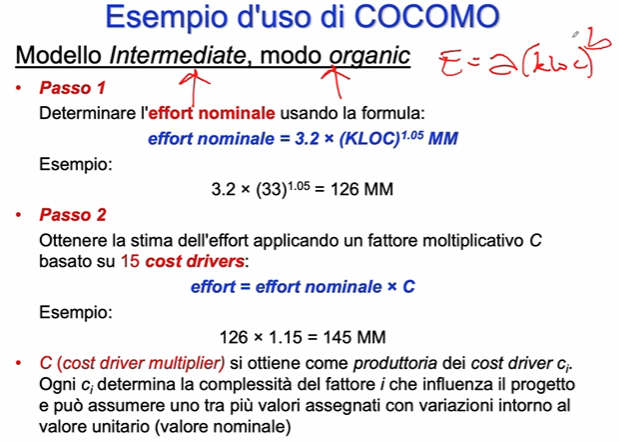 Esempio d'uso di COCOMO
Modello Intermediate, modo organic
E = a(kloc)^b
• Passo 1
Determinare l'effort nominale usando la formula:
effort nominale = 3.2 × (KLOC)^1.05 MM
Esempio:
3.2 × (33)^1.05 = 126 MM
• Passo 2
Ottenere la stima dell'effort applicando un fattore moltiplicativo C
basato su 15 cost drivers:
effort = effort nominale × C
Esempio:
126 × 1.15 = 145 MM
• C (cost driver multiplier) si ottiene come produttoria dei cost driver ci.
Ogni ci determina la complessità del fattore i che influenza il progetto
e può assumere uno tra più valori assegnati con variazioni intorno al
valore unitario (valore nominale)